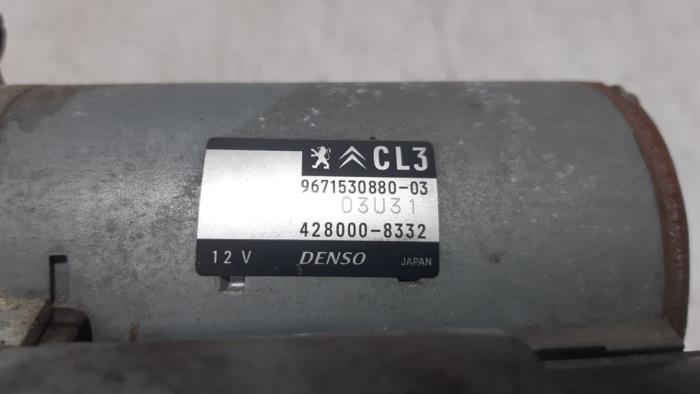 CL3
9671530880-03
03U31
428000-8332
12 V DENSO JAPAN